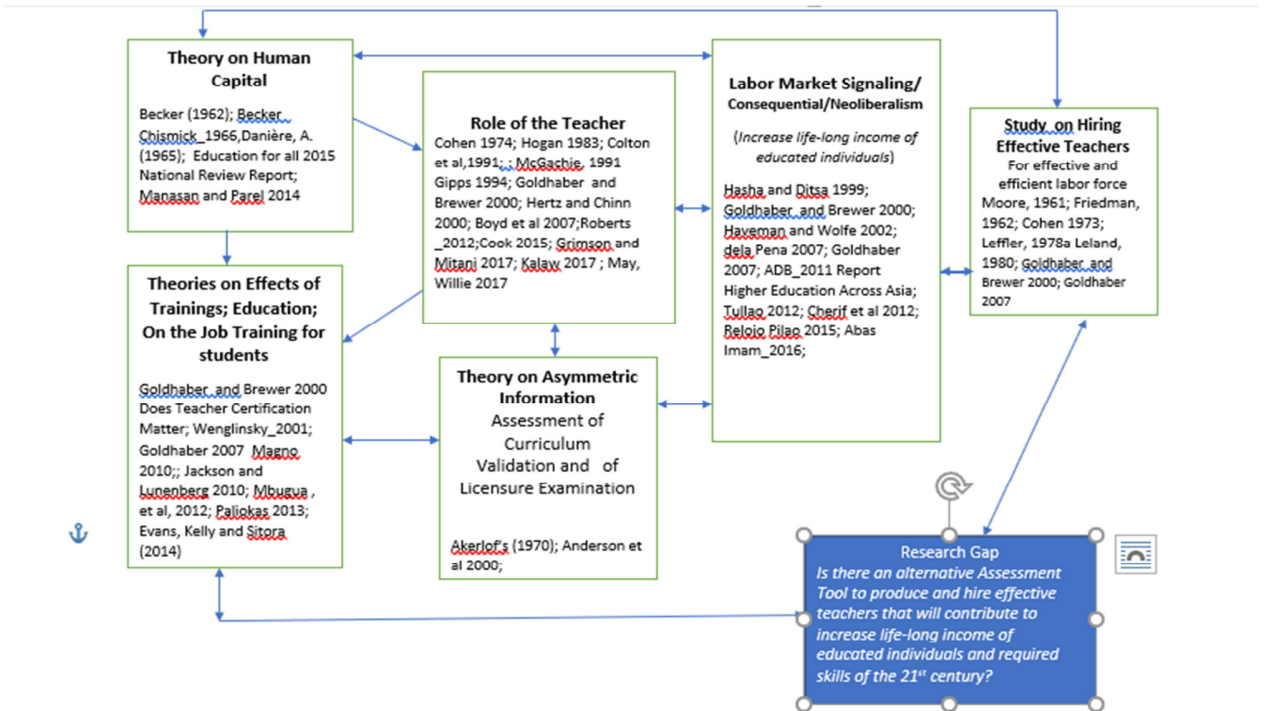 Theory on Human
Capital
Becker (1962); Becker
Chismick_1966,Danière, A.
(1965); Education for all 2015
National Review Report;
Manasan and Parel 2014
Role of the Teacher
Cohen 1974; Hogan 1983; Colton
et al,1991; ; McGachie, 1991
Gipps 1994; Goldhaber and
Brewer 2000; Hertz and Chinn
2000; Boyd et al 2007;Roberts
_2012;Cook 2015; Grimson and
Mitani 2017; Kalaw 2017 ; May,
Willie 2017
Labor Market Signaling/
Consequential/Neoliberalism
(Increase life-long income of
educated individuals)
Hasha and Ditsa 1999;
Goldhaber and Brewer 2000;
Haveman and Wolfe 2002;
dela Pena 2007; Goldhaber
2007; ADB_2011 Report
Higher Education Across Asia;
Tullao 2012; Cherif et al 2012;
Relojo Pilao 2015; Abas
Imam_2016;
Study on Hiring
Effective Teachers
For effective and
efficient labor force
Moore, 1961; Friedman,
1962; Cohen 1973;
Leffler, 1978a Leland,
1980; Goldhaber and
Brewer 2000; Goldhaber
2007
Theories on Effects of
Trainings; Education;
On the Job Training for
students
Goldhaber and Brewer 2000
Does Teacher Certification
Matter; Wenglinsky_2001;
Goldhaber 2007 Magno
2010;; Jackson and
Lunenberg 2010; Mbugua ,
et al, 2012; Paliokas 2013;
Evans, Kelly and Sitora
(2014)
Theory on Asymmetric
Information
Assessment of
Curriculum
Validation and of
Licensure Examination
Akerlof's (1970); Anderson et
al 2000;
Research Gap
Is there an alternative Assessment
Tool to produce and hire effective
teachers that will contribute to
increase life-long income of
educated individuals and required
skills of the 21st century?